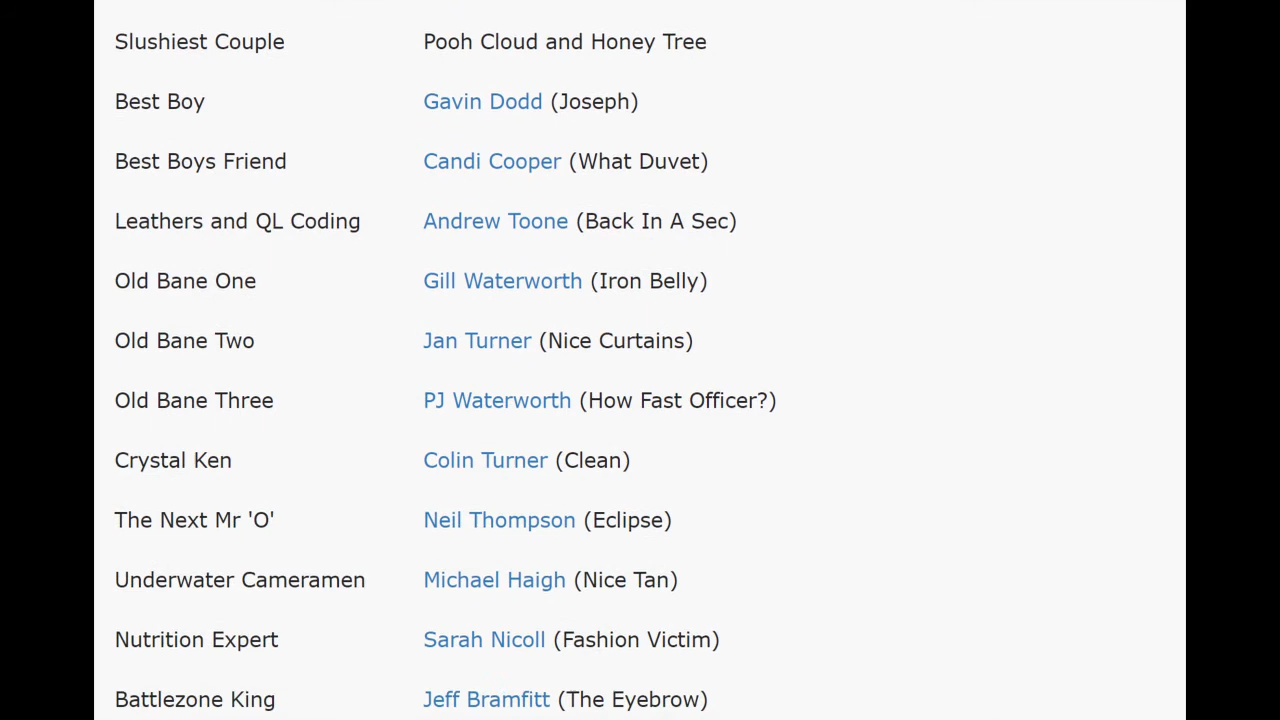 Slushiest Couple Pooh Cloud and Honey Tree
Best Boy Gavin Dodd (Joseph)
Best Boys Friend Candi Cooper (What Duvet)
Leathers and QL Coding Andrew Toone (Back In A Sec)
Old Bane One Gill Waterworth (Iron Belly)
Old Bane Two Jan Turner (Nice Curtains)
Old Bane Three PJ Waterworth (How Fast Officer?)
Crystal Ken Colin Turner (Clean)
The Next Mr 'O' Neil Thompson (Eclipse)
Underwater Cameramen Michael Haigh (Nice Tan)
Nutrition Expert Sarah Nicoll (Fashion Victim)
Battlezone King Jeff Bramfitt (The Eyebrow)